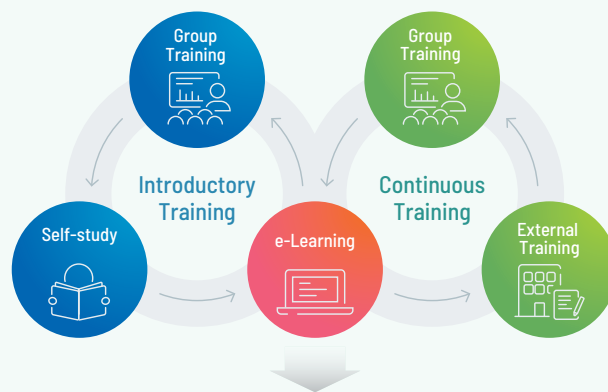 Group
Training
Group
Training
Introductory
Training
Continuous
Training
Self-study
e-Learning
External
Training